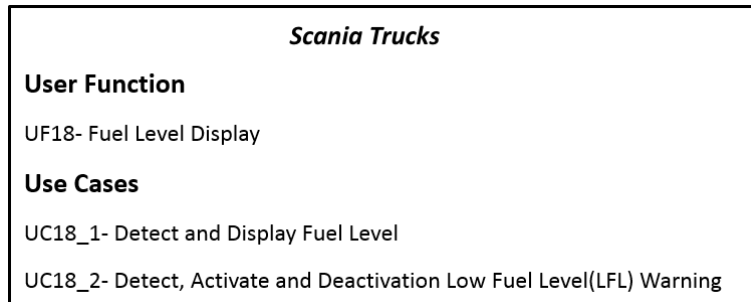 Scania Trucks
User Function
UF18- Fuel Level Display
Use Cases
UC18_1- Detect and Display Fuel Level
UC18_2- Detect, Activate and Deactivation Low Fuel Level(LFL) Warning